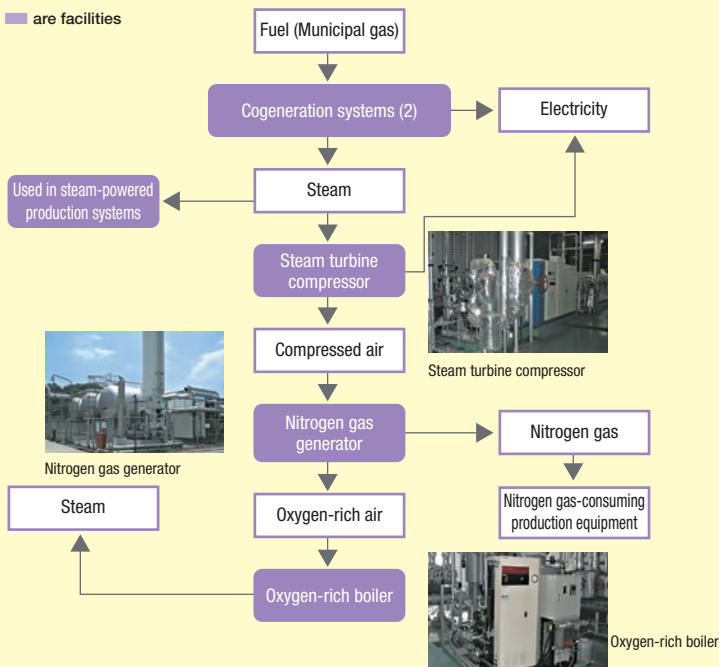 are facilities
Fuel (Municipal gas)
Cogeneration systems (2)
Electricity
Used in steam-powered
production systems
Steam
Steam turbine
compressor
Steam turbine compressor
Compressed air
Nitrogen gas generator
Nitrogen gas
generator
Nitrogen gas
Steam
Oxygen-rich air
Nitrogen gas-consuming
production equipment
Oxygen-rich boiler
Oxygen-rich boiler